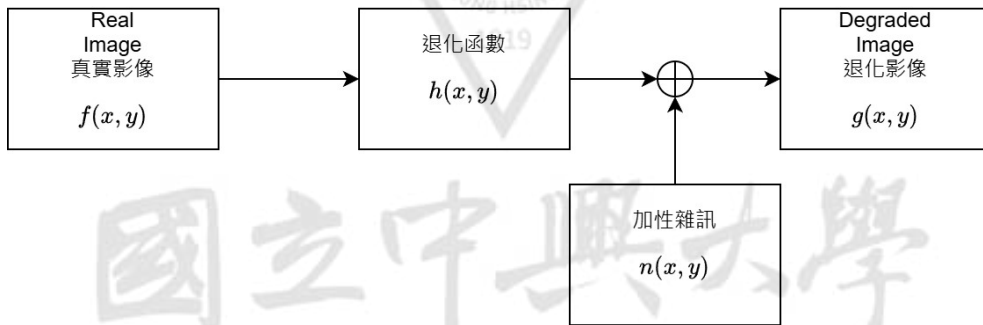 Real
Image
真實影像
f(x, y)
退化函數
h(x, y)
Degraded
Image
退化影像
g(x, y)
加性雜訊
n(x, y)
國立中興大學
1919